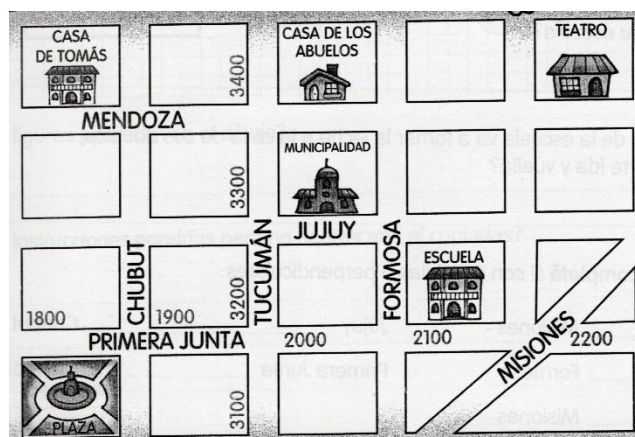 CASA
DE TOMÁS
3400
CASA DE LOS
ABUELOS
TEATRO
MENDOZA
3300
MUNICIPALIDAD
JUJUY
CHUBUT
TUCUMÁN
FORMOSA
ESCUELA
1800
1900
3200
2000
2100
2200
PRIMERA JUNTA
MISIONES
PLAZA
3100